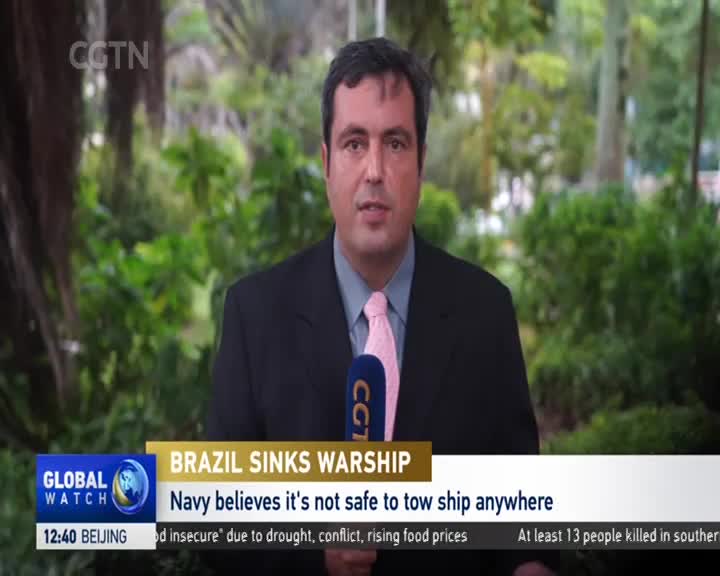 CGTN
CGT
BRAZIL SINKS WARSHIP
GLOBAL
WATCH
Navy believes it's not safe to tow ship anywhere
12:40 BEIJING
od insecure" due to drought, conflict, rising food prices
At least 13 people killed in southern